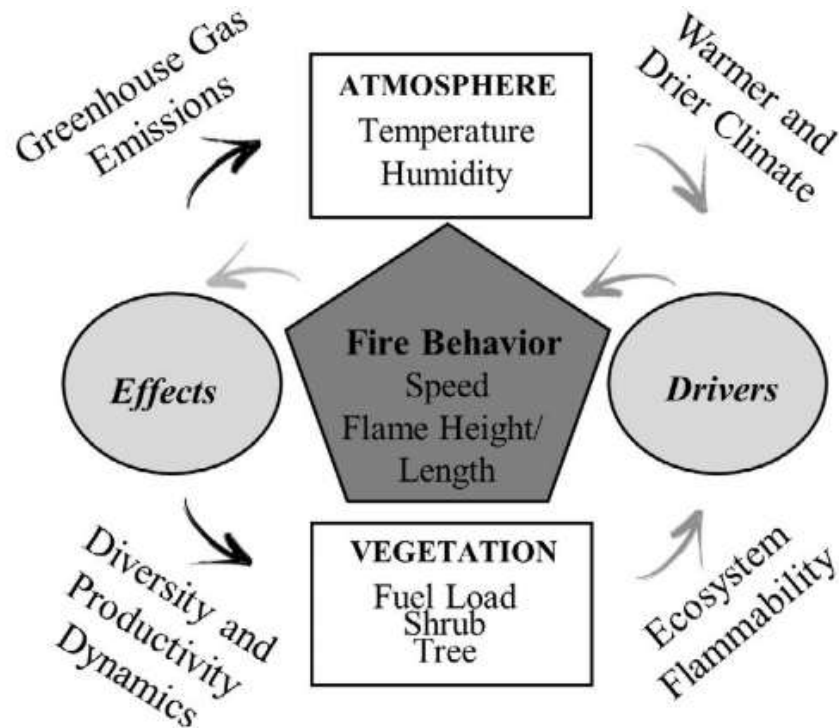 Greenhouse Gas
Emissions
ATMOSPHERE
Temperature
Humidity
Warmer and
Drier Climate
Effects
Fire Behavior
Speed
Flame Height/
Length
Drivers
Diversity and
Productivity
Dynamics
VEGETATION
Fuel Load
Shrub
Tree
Ecosystem
Flammability